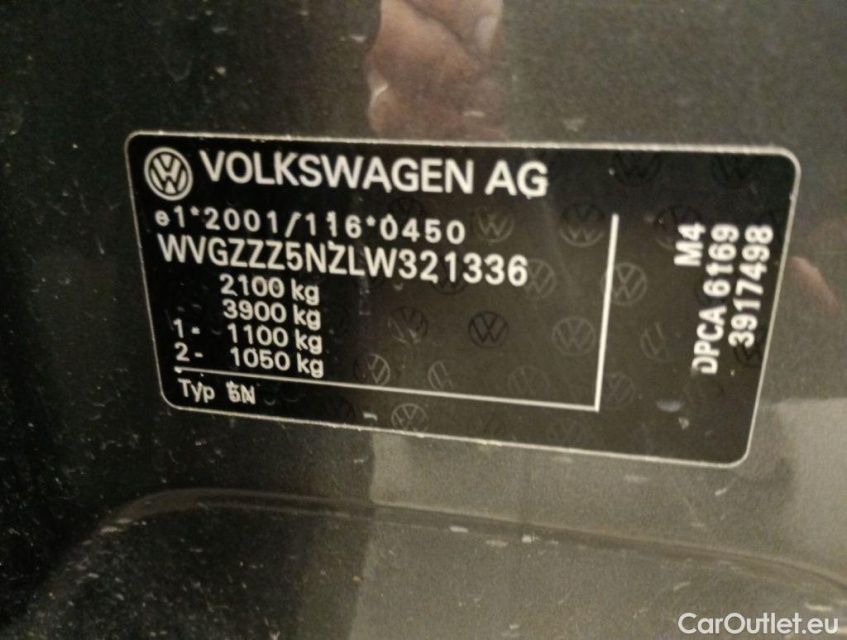 VOLKSWAGEN AG
e1*2001/116*0450
WVGZZZ5NZLW321336
2100 kg
3900 kg
1- 1100 kg
2- 1050 kg
Typ 5N
M4
DPCA 6169
3917498
CarOutlet.eu